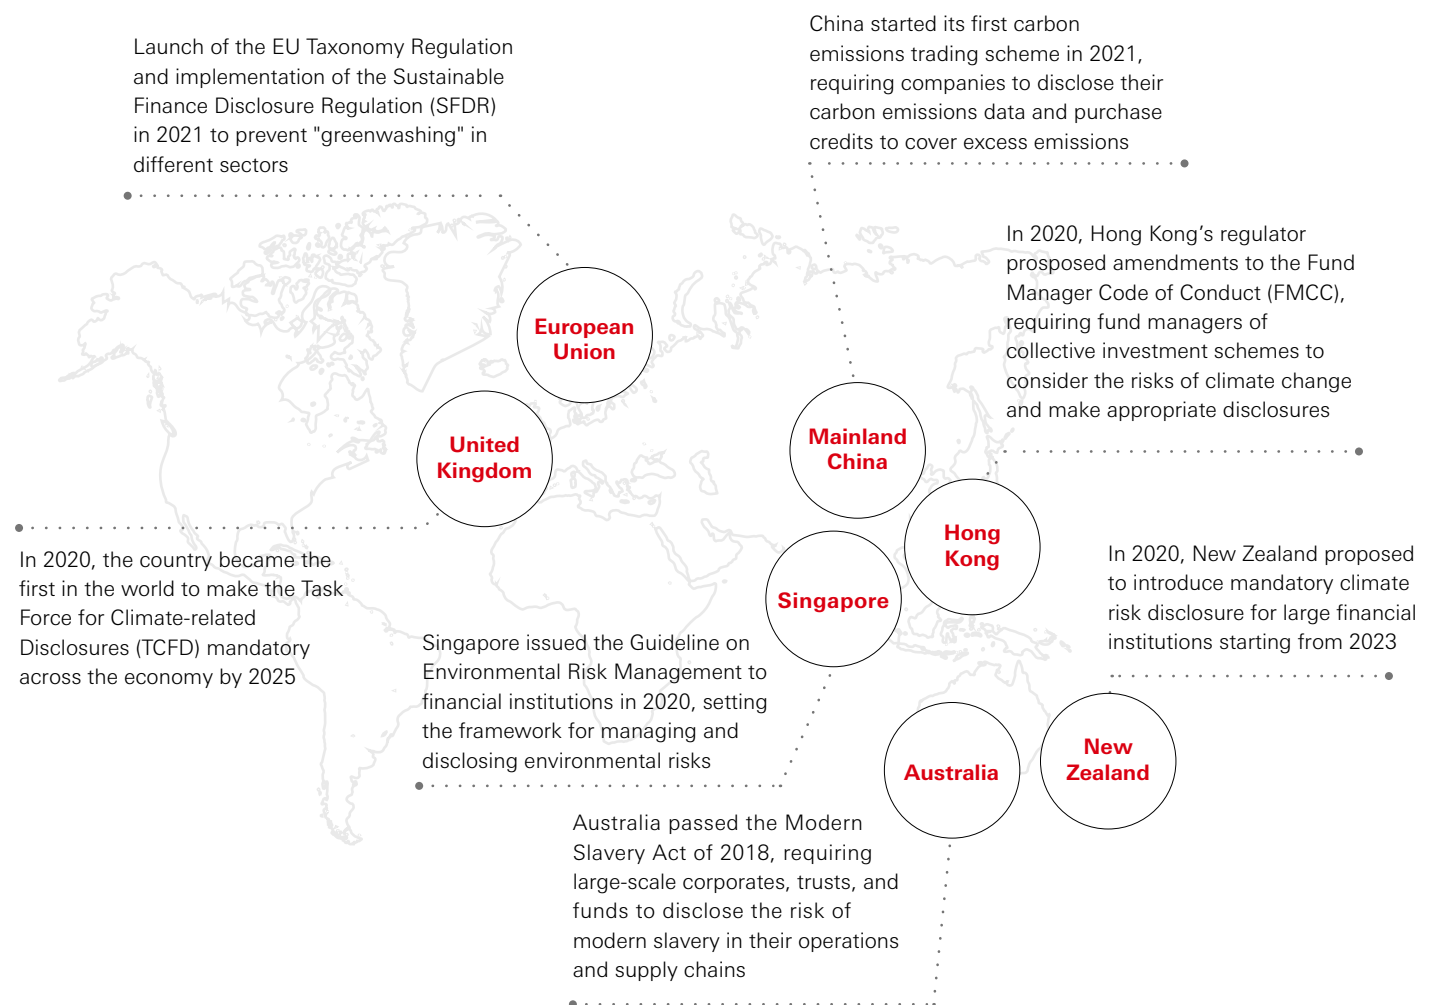 Launch of the EU Taxonomy Regulation
and implementation of the Sustainable
Finance Disclosure Regulation (SFDR)
in 2021 to prevent "greenwashing" in
different sectors
China started its first carbon
emissions trading scheme in 2021,
requiring companies to disclose their
carbon emissions data and purchase
credits to cover excess emissions
In 2020, Hong Kong’s regulator
prosposed amendments to the Fund
Manager Code of Conduct (FMCC),
requiring fund managers of
collective investment schemes to
consider the risks of climate change
and make appropriate disclosures
European
Union
United
Kingdom
Mainland
China
Hong
Kong
Singapore
In 2020, the country became the
first in the world to make the Task
Force for Climate-related
Disclosures (TCFD) mandatory
across the economy by 2025
In 2020, New Zealand proposed
to introduce mandatory climate
risk disclosure for large financial
institutions starting from 2023
Singapore issued the Guideline on
Environmental Risk Management to
financial institutions in 2020, setting
the framework for managing and
disclosing environmental risks
Australia
New
Zealand
Australia passed the Modern
Slavery Act of 2018, requiring
large-scale corporates, trusts, and
funds to disclose the risk of
modern slavery in their operations
and supply chains